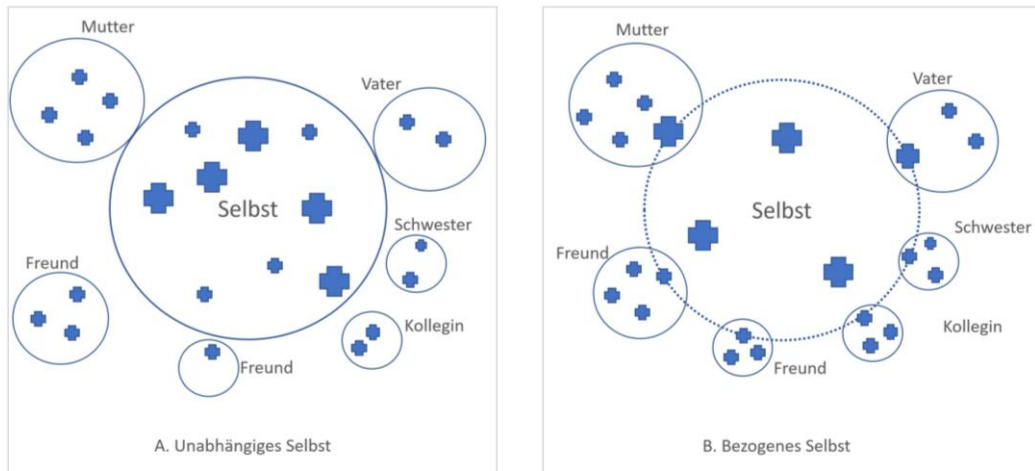 Mutter
Vater
Selbst
Schwester
Freund
Kollegin
Freund
A. Unabhängiges Selbst
Mutter
Vater
Selbst
Schwester
Freund
Kollegin
Freund
B. Bezogenes Selbst